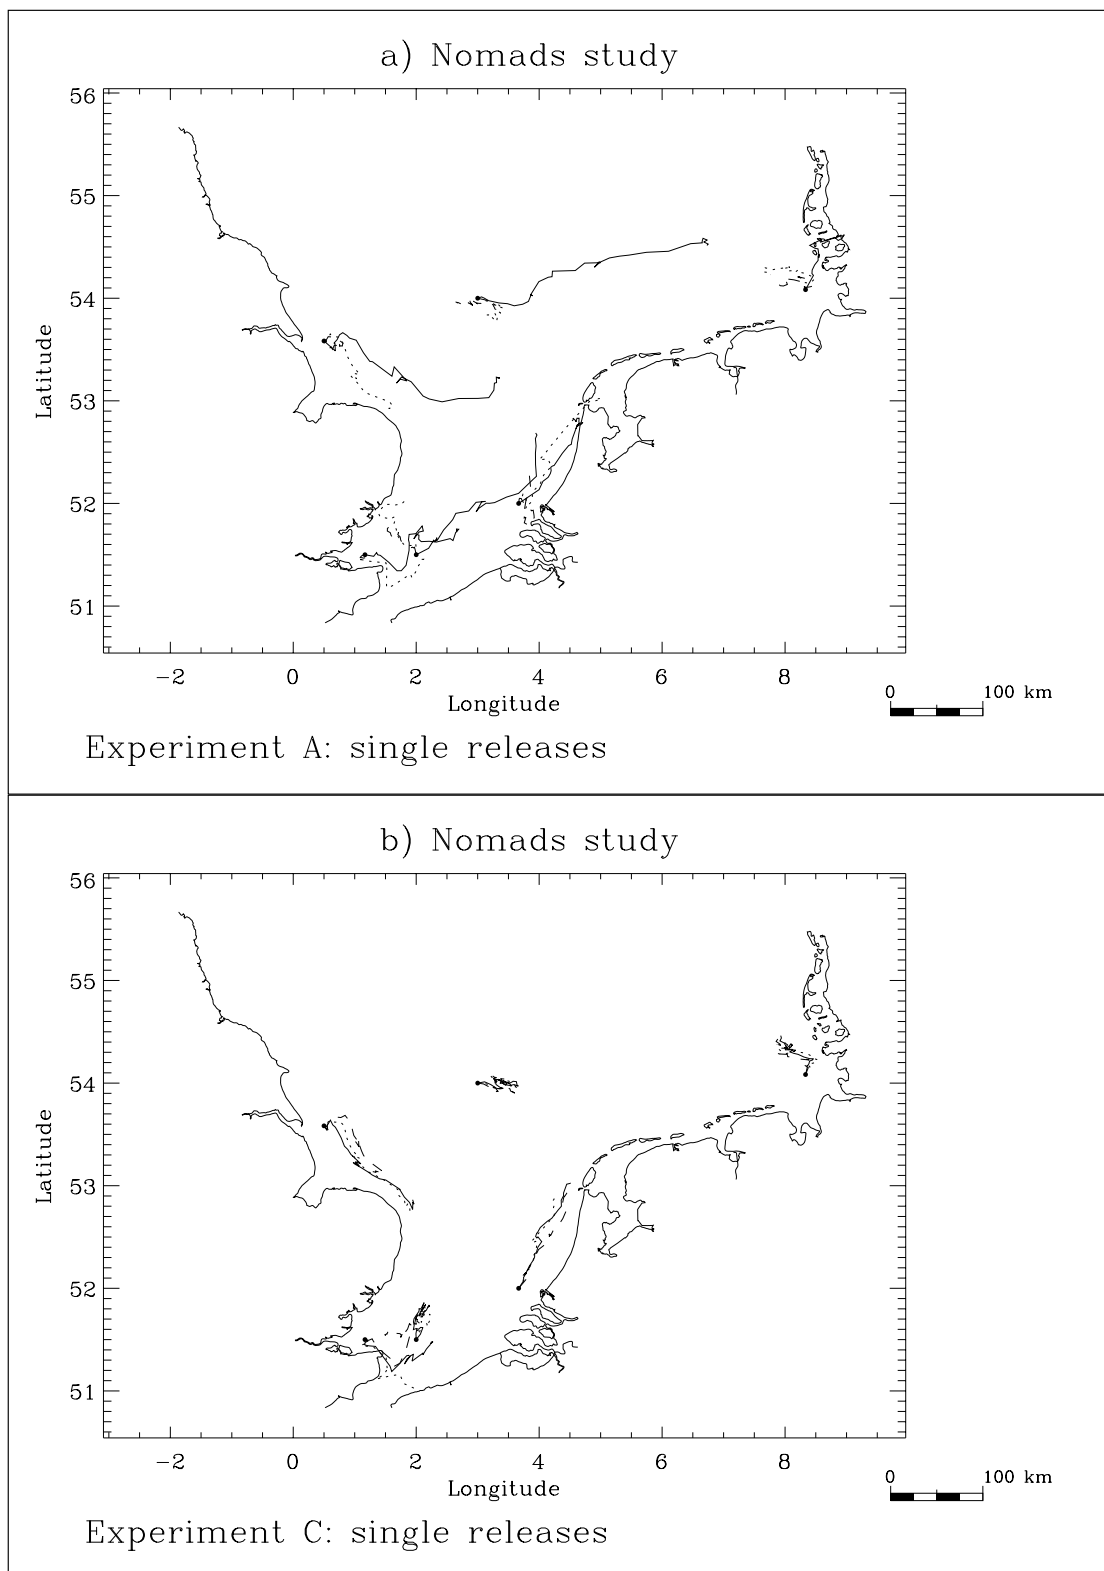 a) Nomads study
56
55
54
53
52
51
Latitude
−2 0 2 4 6 8
Longitude
0 100 km
Experiment A: single releases
b) Nomads study
56
55
54
53
52
51
Latitude
−2 0 2 4 6 8
Longitude
0 100 km
Experiment C: single releases